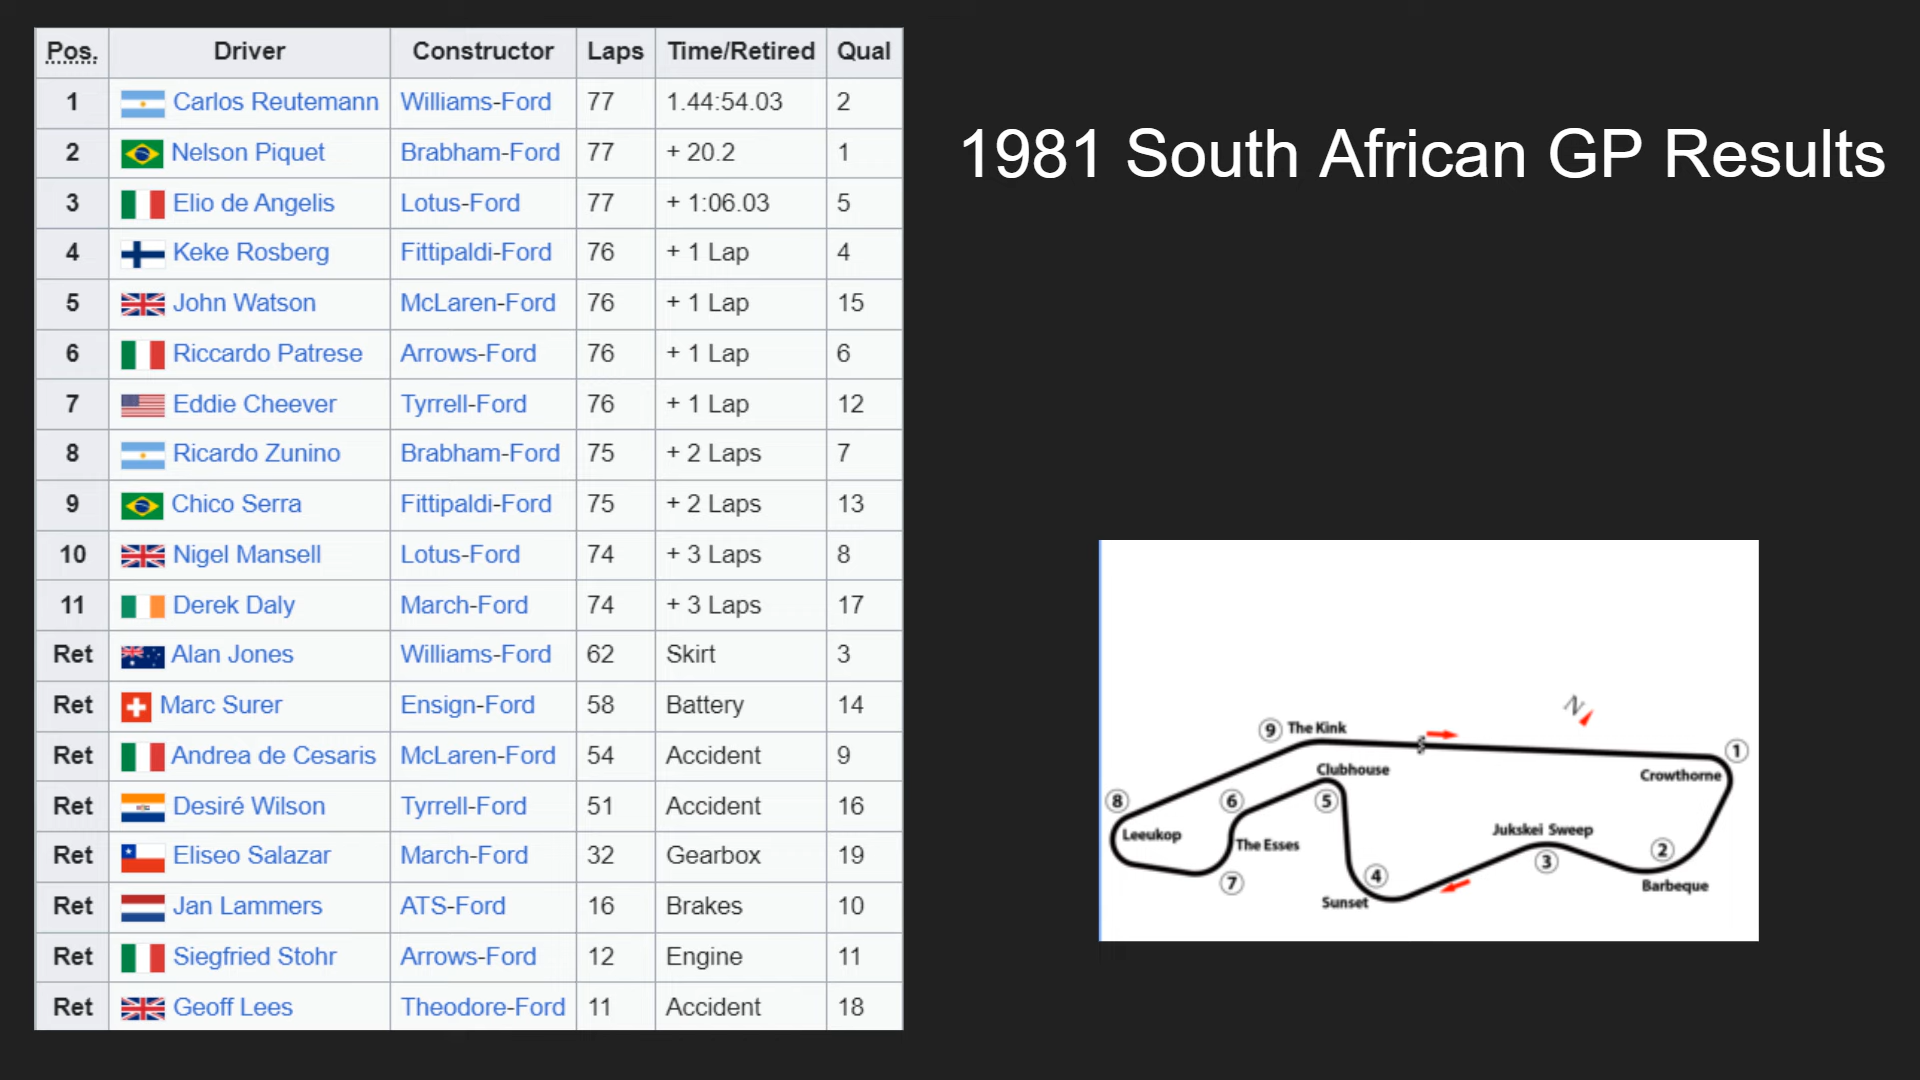 Pos. Driver Constructor Laps Time/Retired Qual
1 Carlos Reutemann Williams-Ford 77 1.44:54.03 2
2 Nelson Piquet Brabham-Ford 77 + 20.2 1
3 Elio de Angelis Lotus-Ford 77 + 1:06.03 5
4 Keke Rosberg Fittipaldi-Ford 76 + 1 Lap 4
5 John Watson McLaren-Ford 76 + 1 Lap 15
6 Riccardo Patrese Arrows-Ford 76 + 1 Lap 6
7 Eddie Cheever Tyrrell-Ford 76 + 1 Lap 12
8 Ricardo Zunino Brabham-Ford 75 + 2 Laps 7
9 Chico Serra Fittipaldi-Ford 75 + 2 Laps 13
10 Nigel Mansell Lotus-Ford 74 + 3 Laps 8
11 Derek Daly March-Ford 74 + 3 Laps 17
Ret Alan Jones Williams-Ford 62 Skirt 3
Ret Marc Surer Ensign-Ford 58 Battery 14
Ret Andrea de Cesaris McLaren-Ford 54 Accident 9
Ret Desiré Wilson Tyrrell-Ford 51 Accident 16
Ret Eliseo Salazar March-Ford 32 Gearbox 19
Ret Jan Lammers ATS-Ford 16 Brakes 10
Ret Siegfried Stohr Arrows-Ford 12 Engine 11
Ret Geoff Lees Theodore-Ford 11 Accident 18
1981 South African GP Results
N
9 The Kink
1
Crowthorne
Clubhouse
5
8
Leeukop
6
The Esses
7
Jukskei Sweep
3
2
Barbeque
4
Sunset